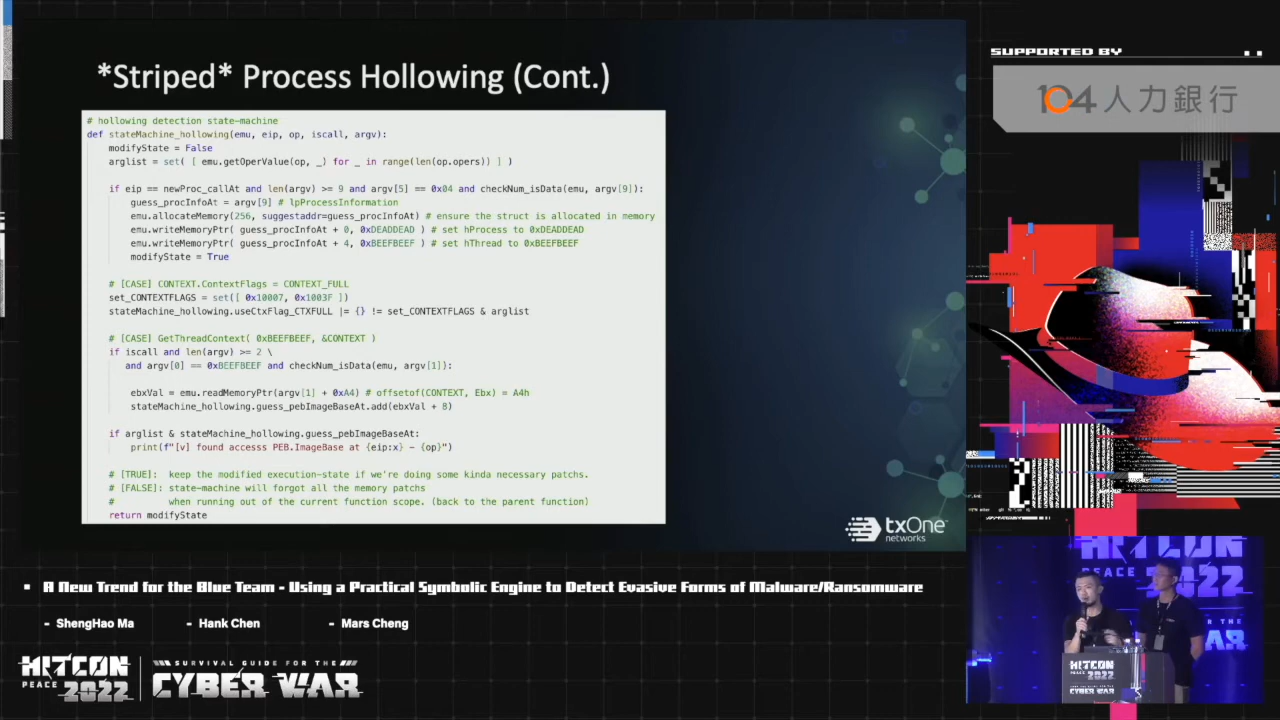 *Striped* Process Hollowing (Cont.)
# hollowing detection state-machine
def stateMachine_hollowing(emu, eip, op, iscall, argv):
modifyState = False
arglist = set( [ emu.getOperValue(op, _) for _ in range(len(op.opers)) ] )
if eip == newProc_callAt and len(argv) >= 9 and argv[5] == 0x04 and checkNum_isData(emu, argv[9]):
guess_procInfoAt = argv[9] # lpProcessInformation
emu.allocateMemory(256, suggestaddr=guess_procInfoAt) # ensure the struct is allocated in memory
emu.writeMemoryPtr( guess_procInfoAt + 0, 0xDEADDEAD ) # set hProcess to 0xDEADDEAD
emu.writeMemoryPtr( guess_procInfoAt + 4, 0xBEEFBEEF ) # set hThread to 0xBEEFBEEF
modifyState = True
# [CASE] CONTEXT.ContextFlags = CONTEXT_FULL
set_CONTEXTFLAGS = set([ 0x10007, 0x1003F ])
stateMachine_hollowing.useCtxFlag_CTXFULL |= {} != set_CONTEXTFLAGS & arglist
# [CASE] GetThreadContext( 0xBEEFBEEF, &CONTEXT )
if iscall and len(argv) >= 2 \
and argv[0] == 0xBEEFBEEF and checkNum_isData(emu, argv[1]):
ebxVal = emu.readMemoryPtr(argv[1] + 0xA4) # offsetof(CONTEXT, Ebx) = A4h
stateMachine_hollowing.guess_pebImageBaseAt.add(ebxVal + 8)
if arglist & stateMachine_hollowing.guess_pebImageBaseAt:
print(f"[v] found accesss PEB.ImageBase at {eip:x} - {op}")
# [TRUE]: keep the modified execution-state if we're doing some kinda necessary patchs.
# [FALSE]: state-machine will forgot all the memory patchs
# when running out of the current function scope. (back to the parent function)
return modifyState
txOne
networks
SUPPORTED BY
104人力銀行
A New Trend for the Blue Team - Using a Practical Symbolic Engine to Detect Evasive Forms of Malware/Ransomware
- ShengHao Ma
- Hank Chen
- Mars Cheng
HITCON
PEACE 2022
SURVIVAL GUIDE FOR THE
CYBER WAR
HITCON
PEACE 2022
HITCON
PEACE 2022
CYBER WAR